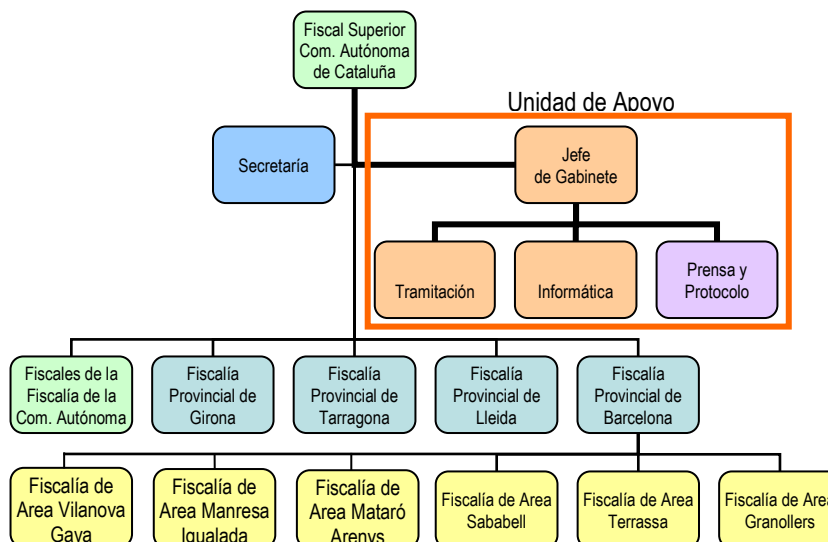 Fiscal Superior
Com. Autónoma
de Cataluña
Unidad de Apoyo
Secretaría
Jefe
de Gabinete
Tramitación
Informática
Prensa y
Protocolo
Fiscales de la
Fiscalía de la
Com. Autónoma
Fiscalía
Provincial de
Girona
Fiscalía
Provincial de
Tarragona
Fiscalía
Provincial de
Lleida
Fiscalía
Provincial de
Barcelona
Fiscalía de
Area Vilanova
Gava
Fiscalía de
Area Manresa
Igualada
Fiscalía de
Area Mataró
Arenys
Fiscalía de Area
Sababell
Fiscalía de Area
Terrassa
Fiscalía de Area
Granollers